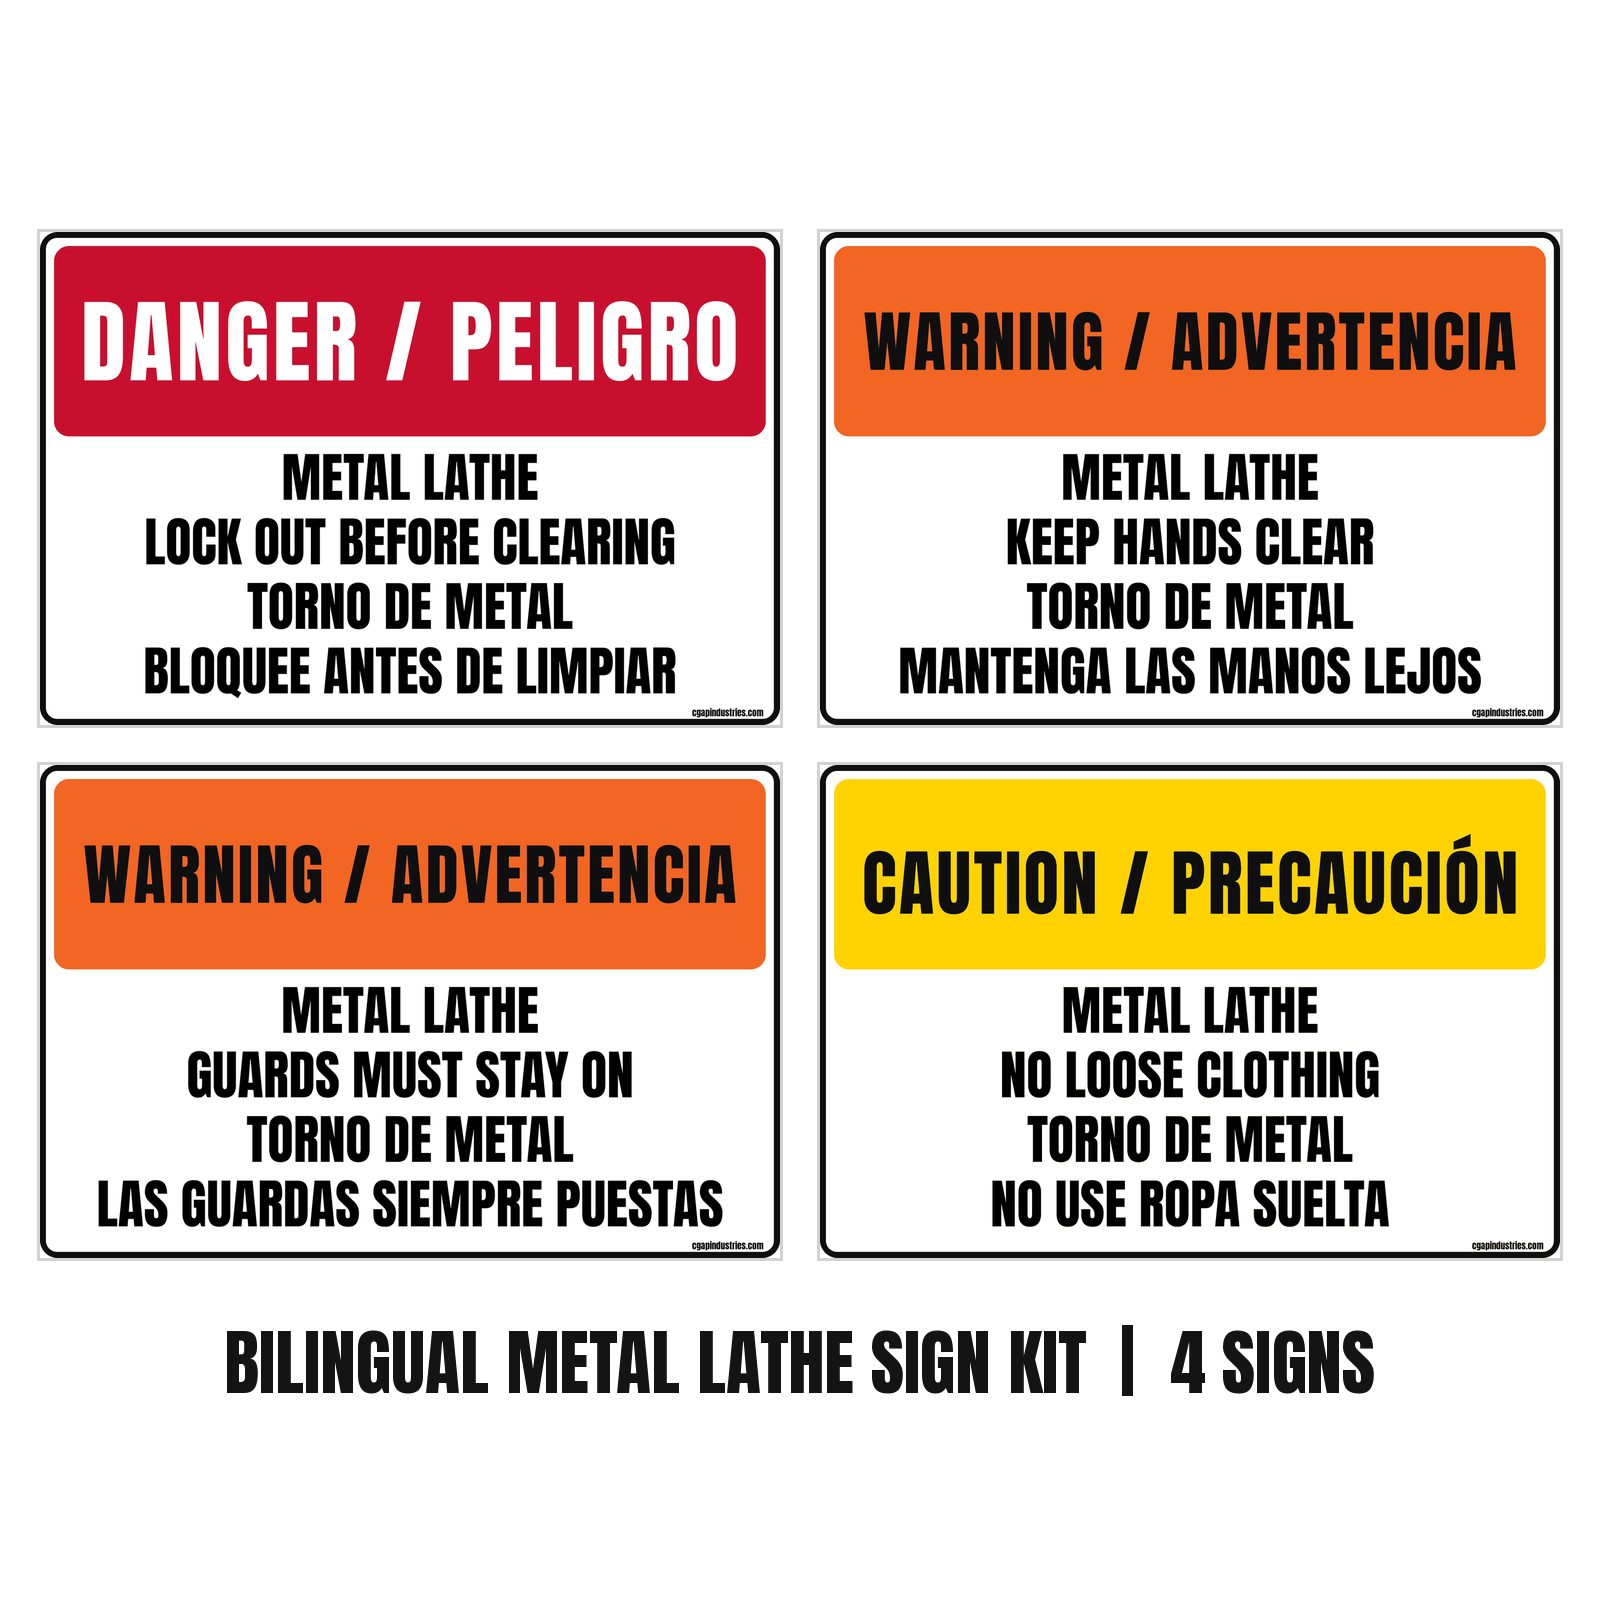 DANGER / PELIGRO
METAL LATHE
LOCK OUT BEFORE CLEARING
TORNO DE METAL
BLOQUEE ANTES DE LIMPIAR
cgapindustries.com
WARNING / ADVERTENCIA
METAL LATHE
KEEP HANDS CLEAR
TORNO DE METAL
MANTENGA LAS MANOS LEJOS
cgapindustries.com
WARNING / ADVERTENCIA
METAL LATHE
GUARDS MUST STAY ON
TORNO DE METAL
LAS GUARDAS SIEMPRE PUESTAS
cgapindustries.com
CAUTION / PRECAUCIÓN
METAL LATHE
NO LOOSE CLOTHING
TORNO DE METAL
NO USE ROPA SUELTA
cgapindustries.com
BILINGUAL METAL LATHE SIGN KIT | 4 SIGNS